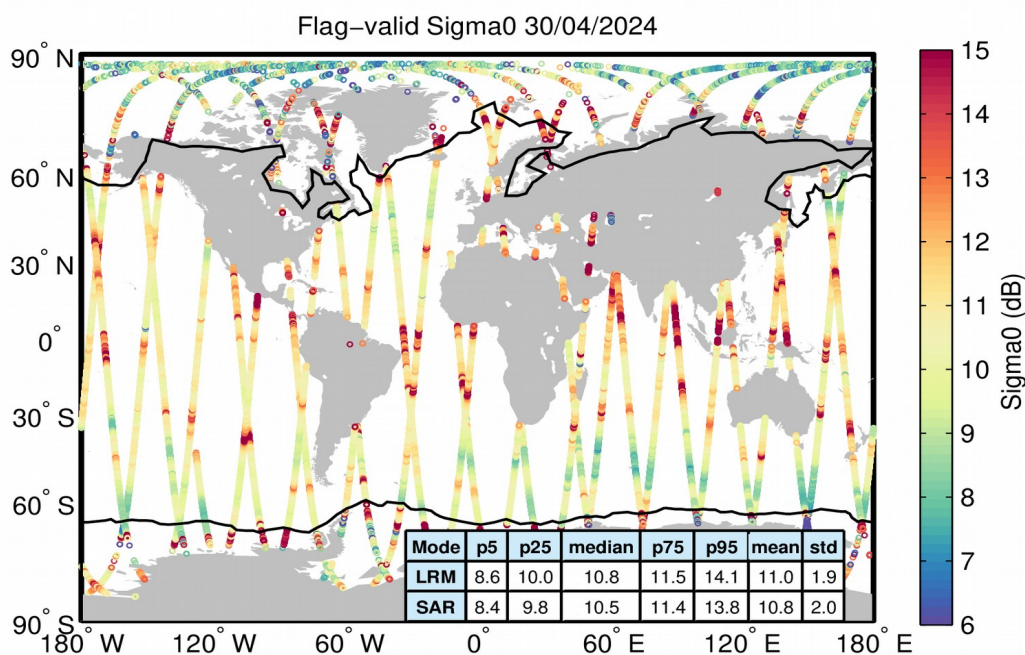 Flag−valid Sigma0 30/04/2024
90° N
60° N
30° N
0°
30° S
60° S
90° S
180° W
120° W
60° W
0°
60° E
120° E
180° E
Mode p5 p25 median p75 p95 mean std
LRM 8.6 10.0 10.8 11.5 14.1 11.0 1.9
SAR 8.4 9.8 10.5 11.4 13.8 10.8 2.0
15
14
13
12
11
10
9
8
7
6
Sigma0 (dB)